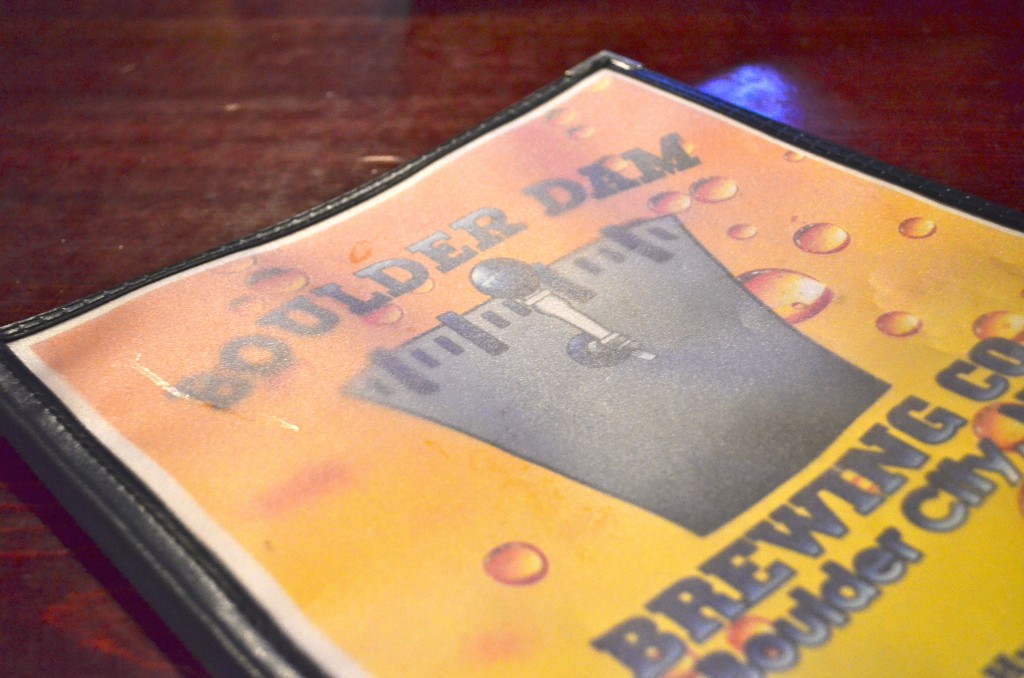 BOULDER DAM
BREWING CO
Boulder City,